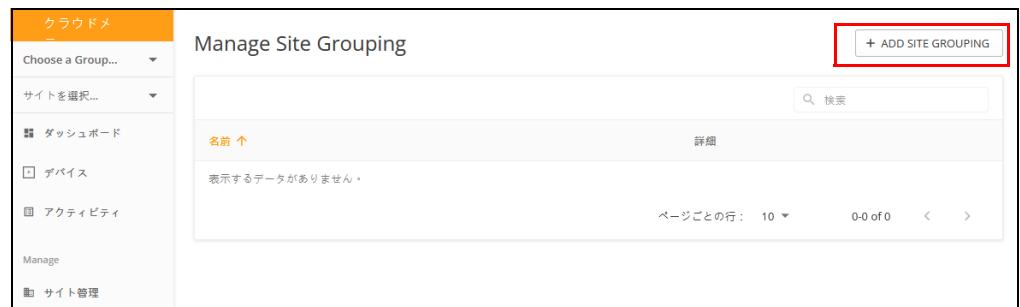 クラウドメ
Choose a Group...
サイトを選択...
ダッシュボード
デバイス
アクティビティ
Manage
サイト管理
Manage Site Grouping
+ ADD SITE GROUPING
検索
名前 ↑ 詳細
表示するデータがありません。
ページごとの行： 10 0-0 of 0